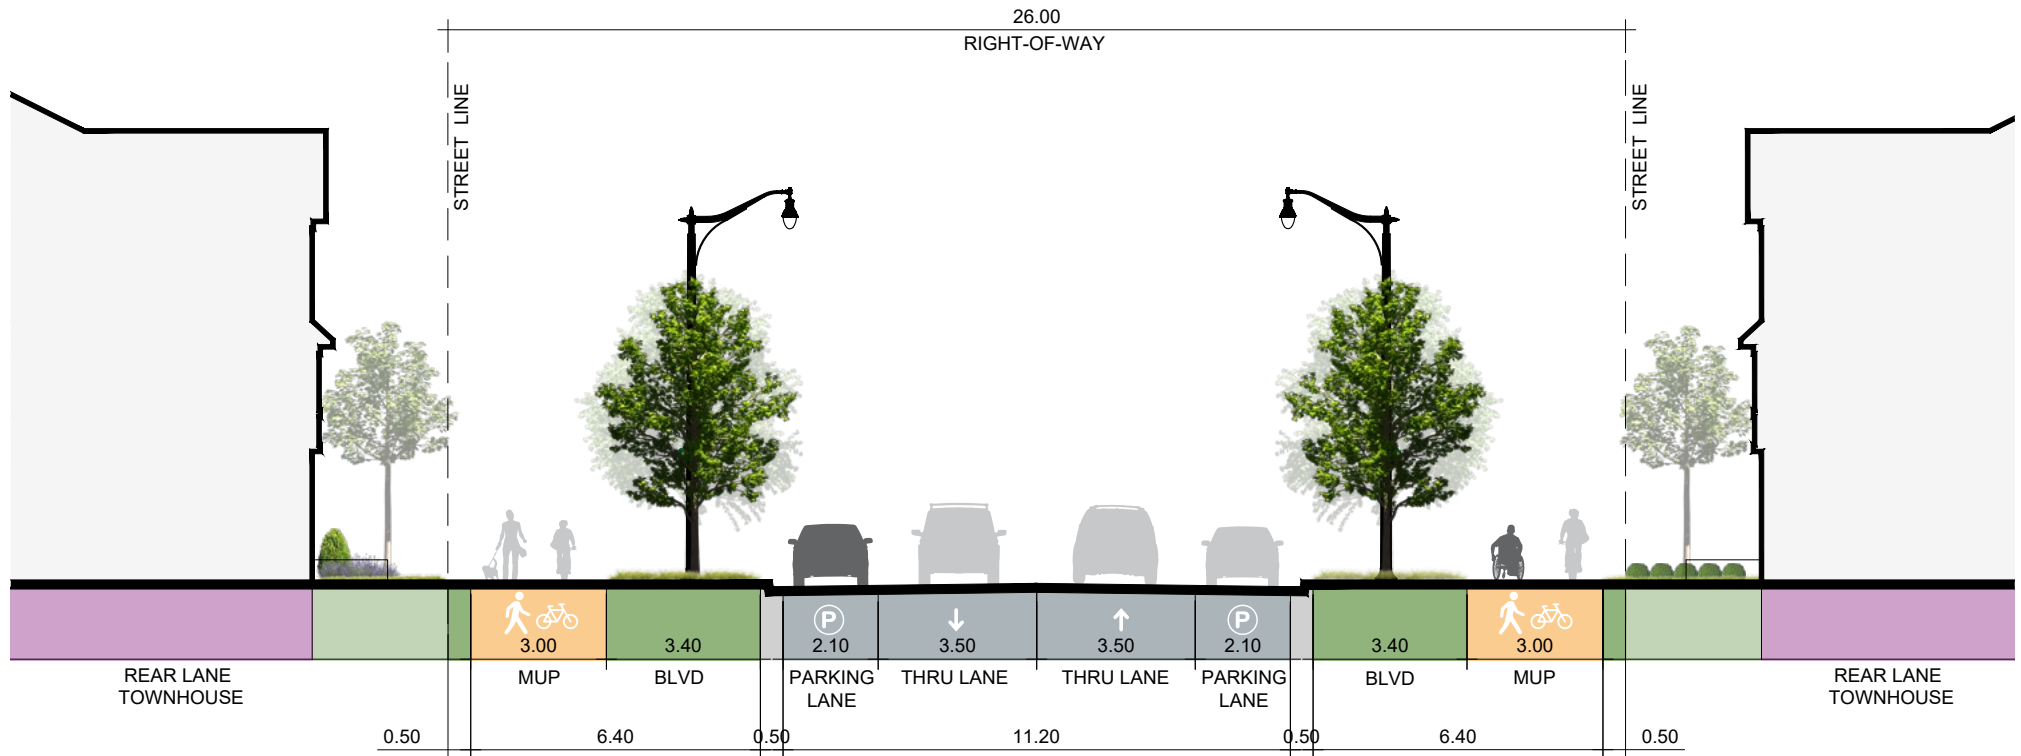 26.00
RIGHT-OF-WAY
STREET LINE
STREET LINE
P
P
3.00
3.40
2.10
3.50
3.50
2.10
3.40
3.00
REAR LANE
TOWNHOUSE
MUP
BLVD
PARKING
LANE
THRU LANE
THRU LANE
PARKING
LANE
BLVD
MUP
REAR LANE
TOWNHOUSE
0.50
6.40
0.50
11.20
0.50
6.40
0.50